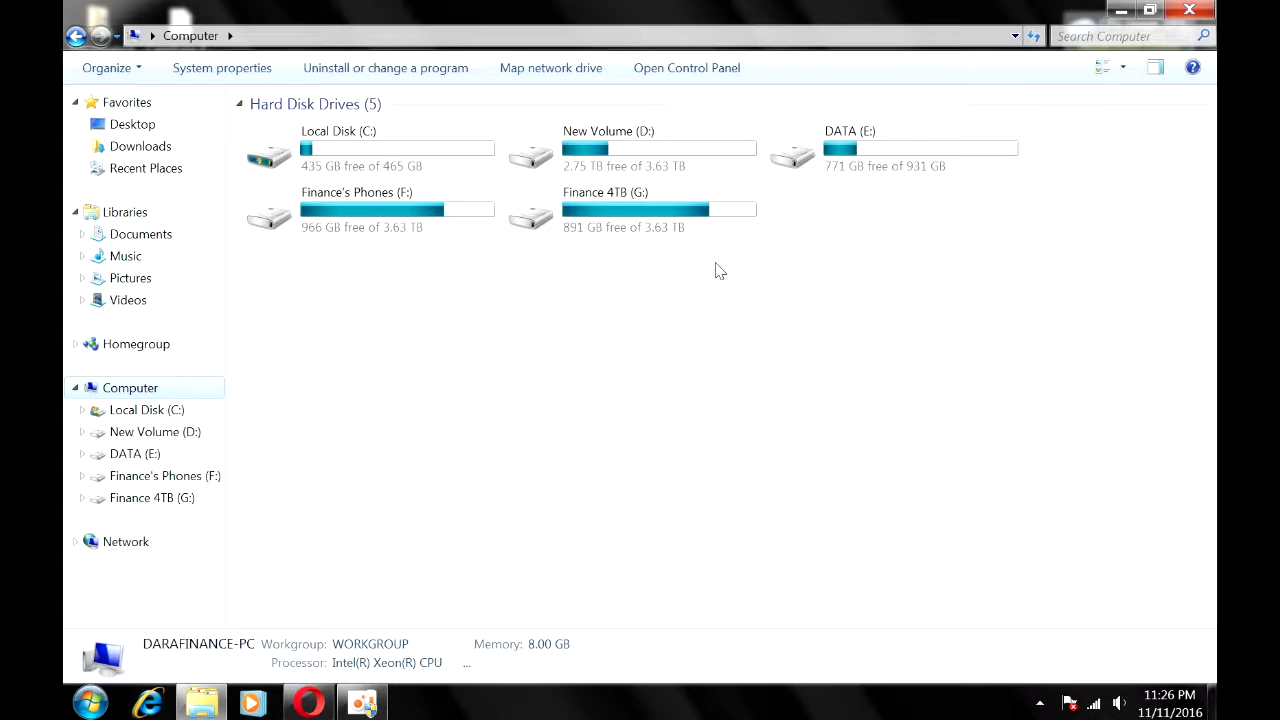 Computer
Search Computer
Organize
System properties
Uninstall or change a program
Map network drive
Open Control Panel
Favorites
Desktop
Downloads
Recent Places
Libraries
Documents
Music
Pictures
Videos
Homegroup
Computer
Local Disk (C:)
New Volume (D:)
DATA (E:)
Finance's Phones (F:)
Finance 4TB (G:)
Network
Hard Disk Drives (5)
Local Disk (C:)
435 GB free of 465 GB
New Volume (D:)
2.75 TB free of 3.63 TB
DATA (E:)
771 GB free of 931 GB
Finance's Phones (F:)
966 GB free of 3.63 TB
Finance 4TB (G:)
891 GB free of 3.63 TB
DARAFINANCE-PC Workgroup: WORKGROUP Memory: 8.00 GB
Processor: Intel(R) Xeon(R) CPU ...
11:26 PM
11/11/2016